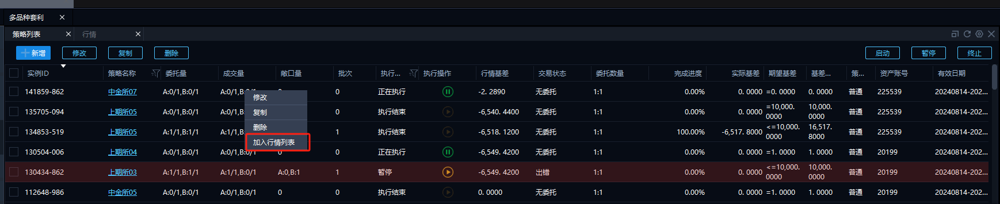 多品种套利
策略列表 行情
新增 修改 复制 删除 启动 暂停 终止
实例ID 策略名称 委托量 成交量 敞口量 批次 执行... 执行操作 行情基差 交易状态 委托数量 完成进度 实际基差 期望基差 基差... 策... 资产账号 有效日期
141859-862 中金所07 A:0/1,B:0/1 A:0/1,B:0/1 0 0 正在执行 -2.2890 无委托 1:1 0.00% 0.0000 =0.0000 0.0000 普通 225539 20240814-202...
修改
135705-094 上期所05 A:0/1,B:0/1 A:0/1,B:0/1 0 执行结束 -6,540.4400 无委托 1:1 0.00% 0.0000 =10,000.0000 10,000.0000 普通 225539 20240814-202...
复制
删除
134853-519 上期所05 A:1/1,B:1/1 A:1/1,B: 1 执行结束 -6,518.1200 无委托 1:1 100.00% -6,517.8000 <=10,000.0000 16,517.8000 普通 225539 20240814-202...
加入行情列表
130504-006 上期所04 A:0/1,B:0/1 A:0/1,B:0/1 0 0 正在执行 -6,549.4200 无委托 1:1 0.00% 0.0000 =1.0000 1.0000 普通 20199 20240814-202...
130434-862 上期所03 A:1/1,B:1/1 A:1/1,B:0/1 A:0,B:1 1 暂停 -6,549.4200 出错 1:1 0.00% 0.0000 <=10,000.0000 10,000.0000 普通 20199 20240814-202...
112648-986 中金所05 A:0/1,B:0/1 A:0/1,B:0/1 0 0 执行结束 0.0000 无委托 1:1 0.00% 0.0000 =1.0000 1.0000 普通 20199 20240814-202...